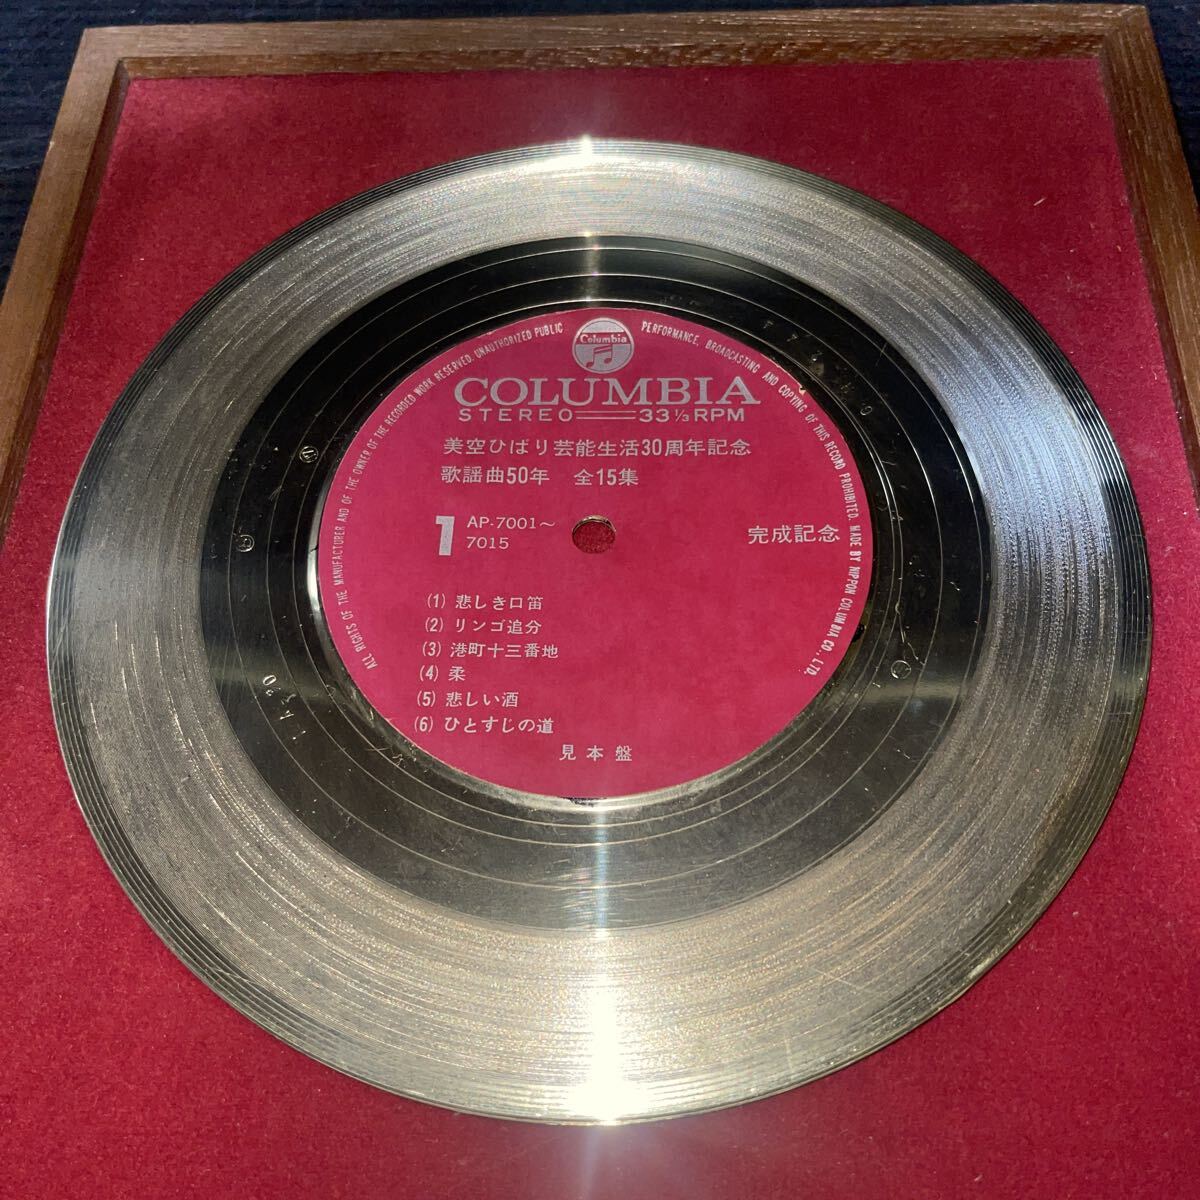 Columbia
COLUMBIA
STEREO 33⅓RPM
美空ひばり芸能生活30周年記念
歌謡曲50年 全15集
1
AP-7001～
7015
完成記念
(1) 悲しき口笛
(2) リンゴ追分
(3) 港町十三番地
(4) 柔
(5) 悲しい酒
(6) ひとすじの道
見本盤
ALL RIGHTS OF THE MANUFACTURER AND OF THE OWNER OF THE RECORDED WORK RESERVED. UNAUTHORIZED PUBLIC PERFORMANCE, BROADCASTING AND COPYING OF THIS RECORD PROHIBITED. MADE BY NIPPON COLUMBIA CO., LTD.